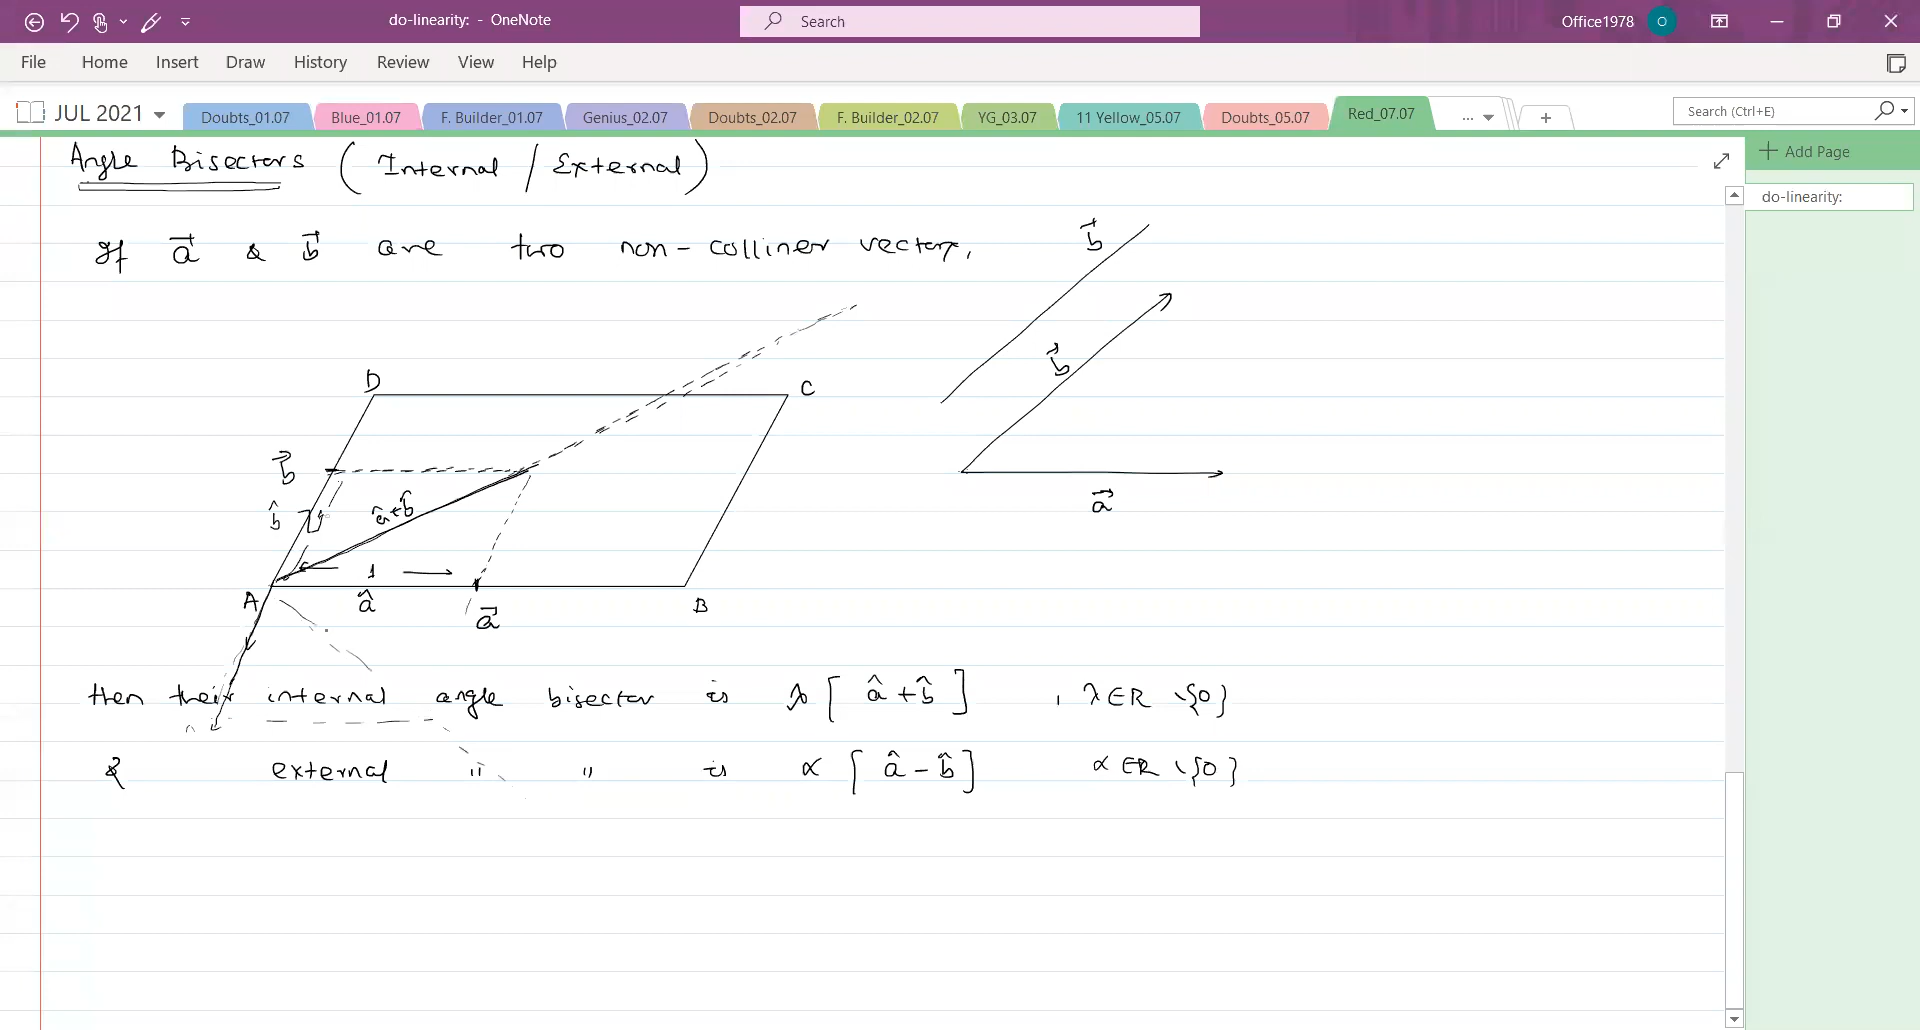 do-linearity: - OneNote
Search
Office1978
O
File Home Insert Draw History Review View Help
JUL 2021
Doubts_01.07 Blue_01.07 F. Builder_01.07 Genius_02.07 Doubts_02.07 F. Builder_02.07 YG_03.07 11 Yellow_05.07 Doubts_05.07 Red_07.07 ... +
Search (Ctrl+E)
Add Page
do-linearity:
Angle Bisectors ( Internal / External )
If a⃗ & b⃗ are two non-colliner vectors,
b⃗
b⃗
a⃗
D C
b⃗
b̂ 1 â+b̂
1
A â a⃗ B
then their internal angle bisector is λ [ â + b̂ ] , λ ∈ R \{0}
& external " " is ∝ [ â - b̂ ] ∝ ∈ R \{0}